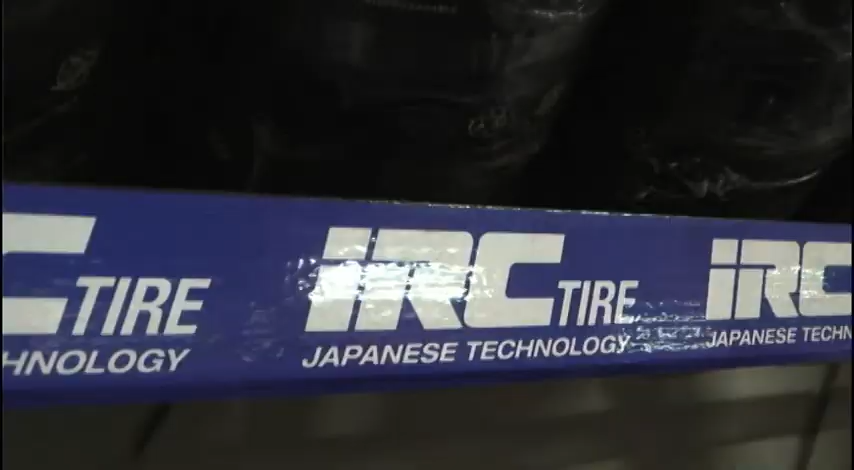 C TIRE
HNOLOGY
iRC TIRE
JAPANESE TECHNOLOGY
iRC
JAPANESE TECHN